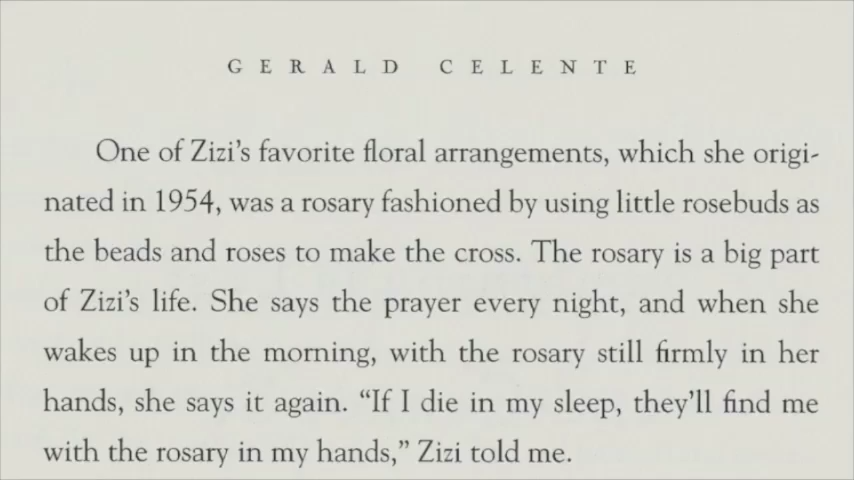 GERALD CELENTE
One of Zizi’s favorite floral arrangements, which she origi-
nated in 1954, was a rosary fashioned by using little rosebuds as
the beads and roses to make the cross. The rosary is a big part
of Zizi’s life. She says the prayer every night, and when she
wakes up in the morning, with the rosary still firmly in her
hands, she says it again. “If I die in my sleep, they’ll find me
with the rosary in my hands,” Zizi told me.